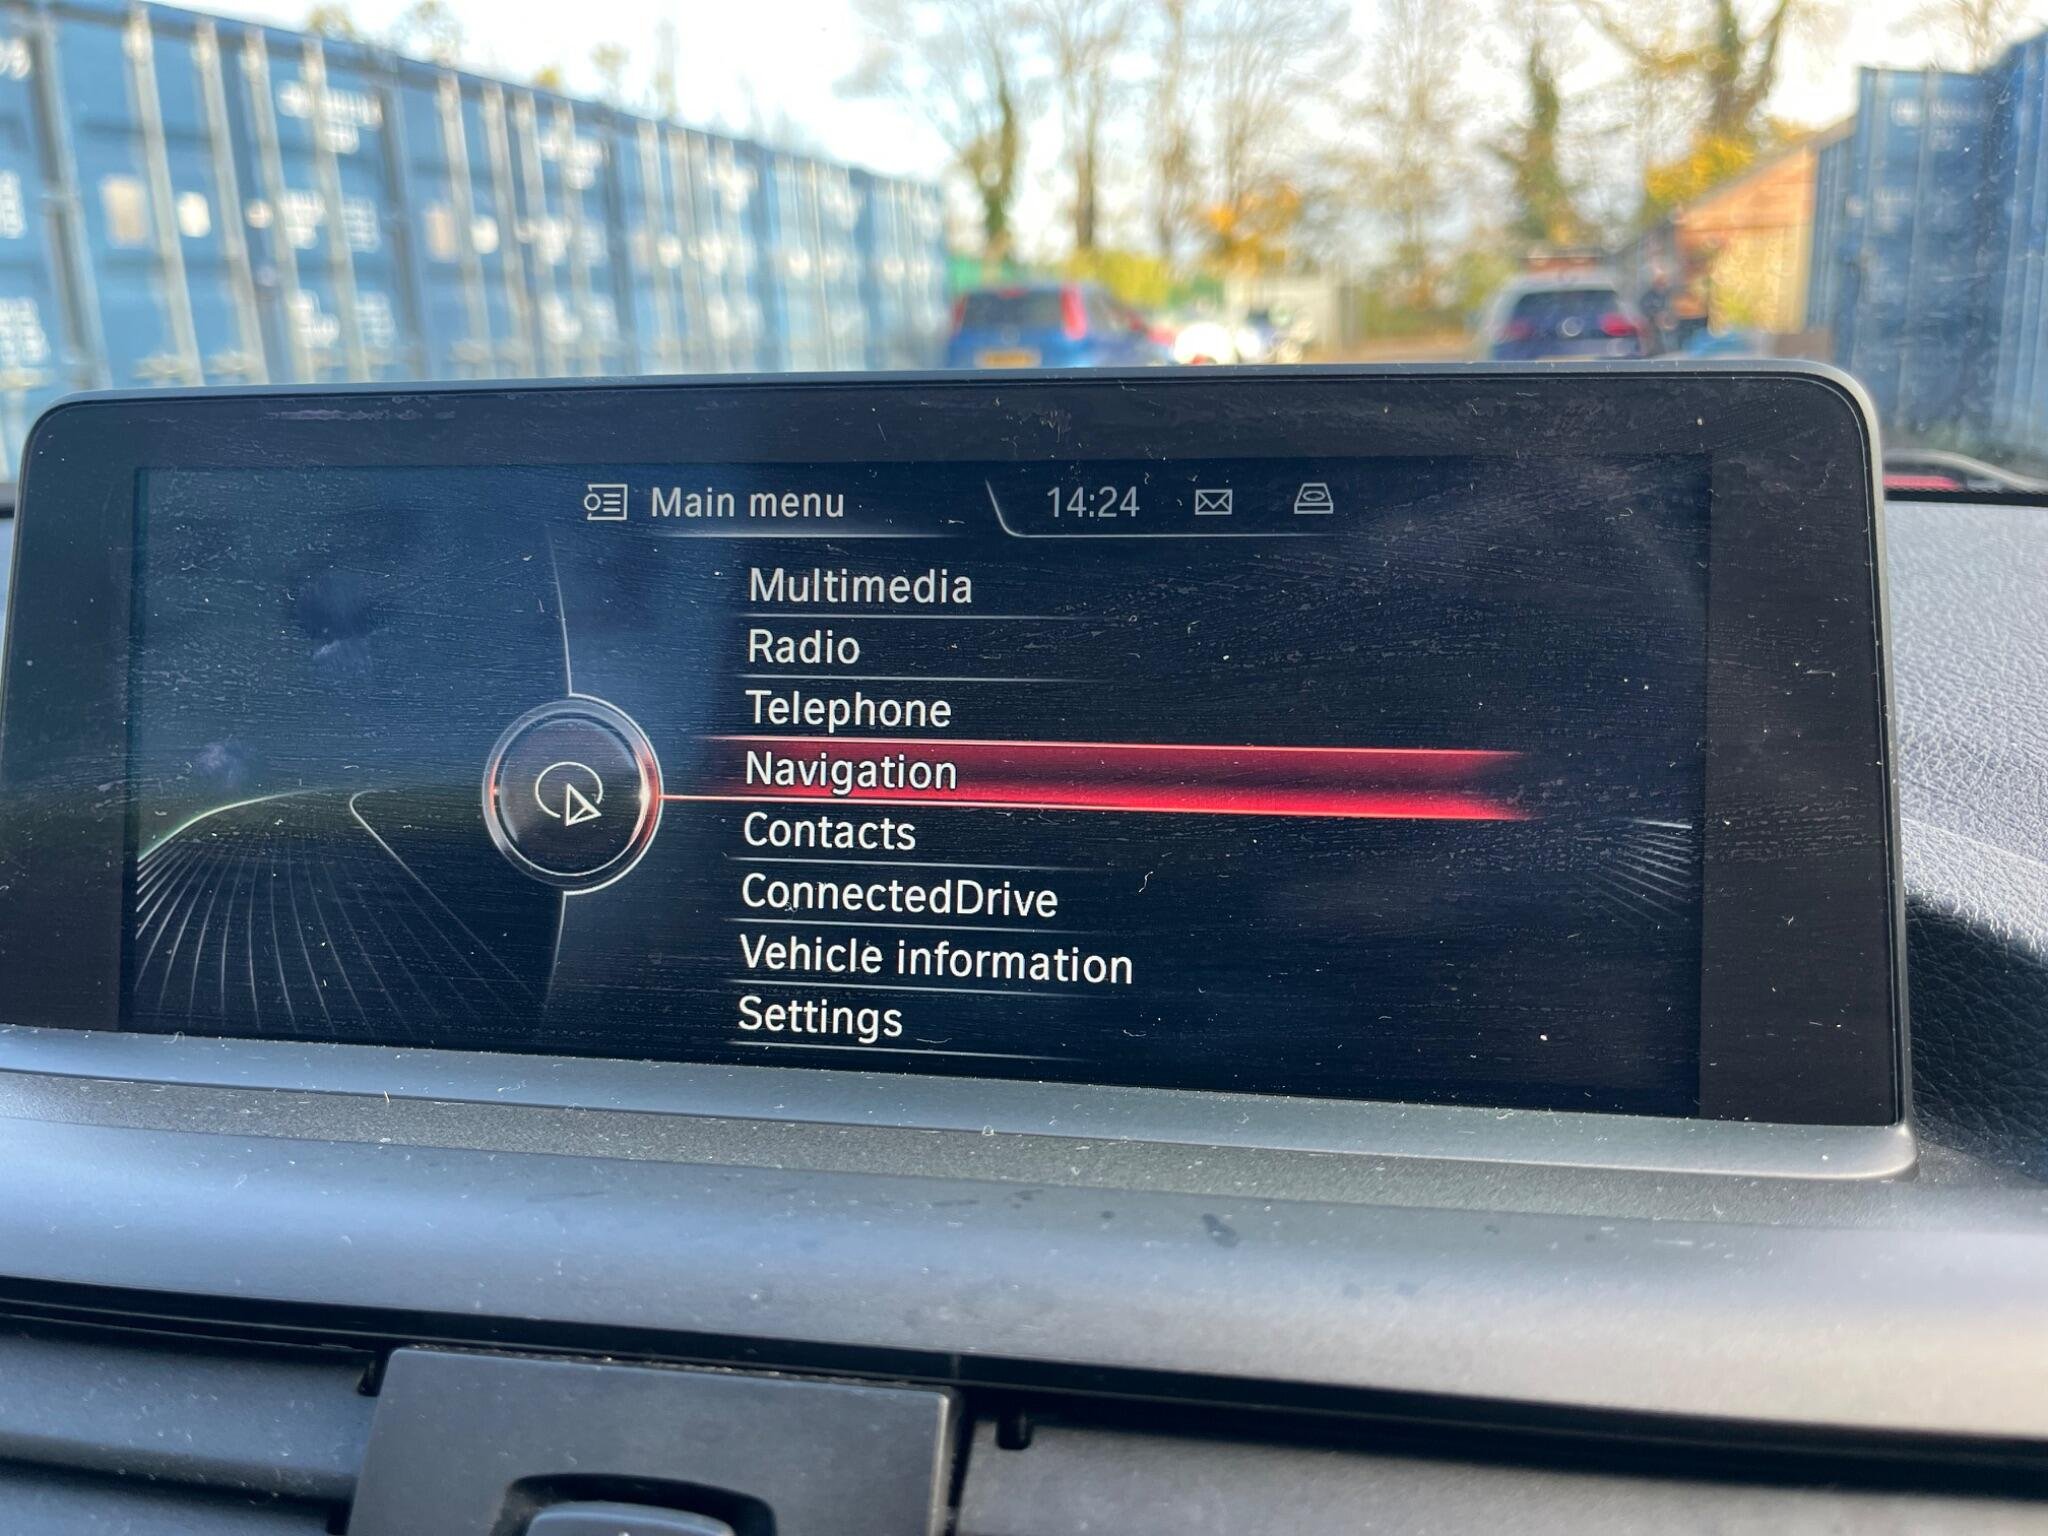 Main menu 14:24
Multimedia
Radio
Telephone
Navigation
Contacts
ConnectedDrive
Vehicle information
Settings